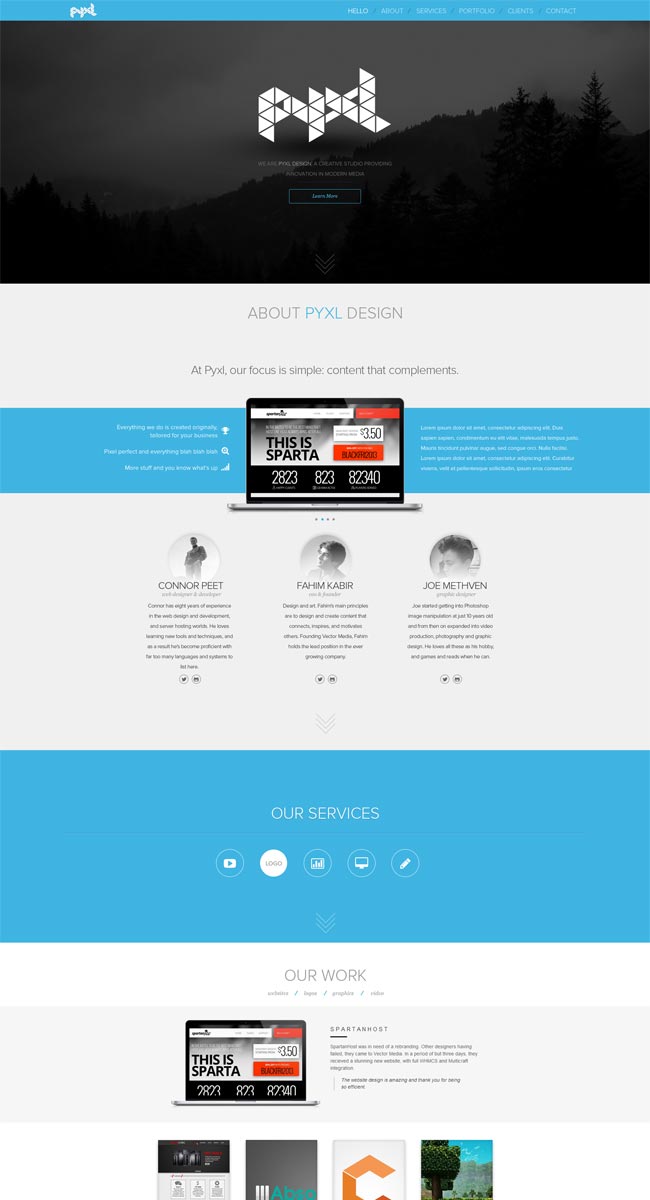 pyxl
HELLO / ABOUT / SERVICES / PORTFOLIO / CLIENTS / CONTACT
pyxl
WE ARE PYXL DESIGN. A CREATIVE STUDIO PROVIDING
INNOVATION IN MODERN MEDIA
Learn More
ABOUT PYXL DESIGN
At Pyxl, our focus is simple: content that complements.
Everything we do is created originally,
tailored for your business
Pixel perfect and everything blah blah blah
More stuff and you know what's up
spartanhost
HOME
SUPPORT
THIS IS
SPARTA
STARTING FROM
$3.50
BLACKFRI2013
2823
823
82340
HAPPY CLIENTS
Lorem ipsum dolor sit amet, consectetur adipiscing elit. Duis
sapien sapien, condimentum eu elit vitae, malesuada tempus justo.
Mauris tincidunt pulvinar augue, sed congue orci. Nulla facilisi.
Lorem ipsum dolor sit amet, consectetur adipiscing elit. Curabitur
viverra, velit at pellentesque sollicitudin, ipsum eros consectetur
CONNOR PEET
web designer & developer
Connor has eight years of experience
in the web design and development,
and server hosting worlds. He loves
learning new tools and techniques, and
as a result he's become proficient with
far too many languages and systems to
list here.
FAHIM KABIR
ceo & founder
Design and art. Fahim's main principles
are to design and create content that
connects, inspires, and motivates
others. Founding Vector Media, Fahim
holds the lead position in the ever
growing company.
JOE METHVEN
graphic designer
Joe started getting into Photoshop
image manipulation at just 10 years old
and from then on expanded into video
production, photography and graphic
design. He loves all these as his hobby,
and games and reads when he can.
OUR SERVICES
LOGO
OUR WORK
websites / logos / graphics / video
spartanhost
THIS IS
SPARTA
$3.50
BLACKFRI2013
2823
823
82340
SPARTANHOST
SpartanHost was in need of a rebranding. Other designers having
failed, they came to Vector Media. In a period of but three days, they
received a stunning new website, with full WHMCS and Multicraft
integration.
The website design is amazing and thank you for being
so efficient.
Abso